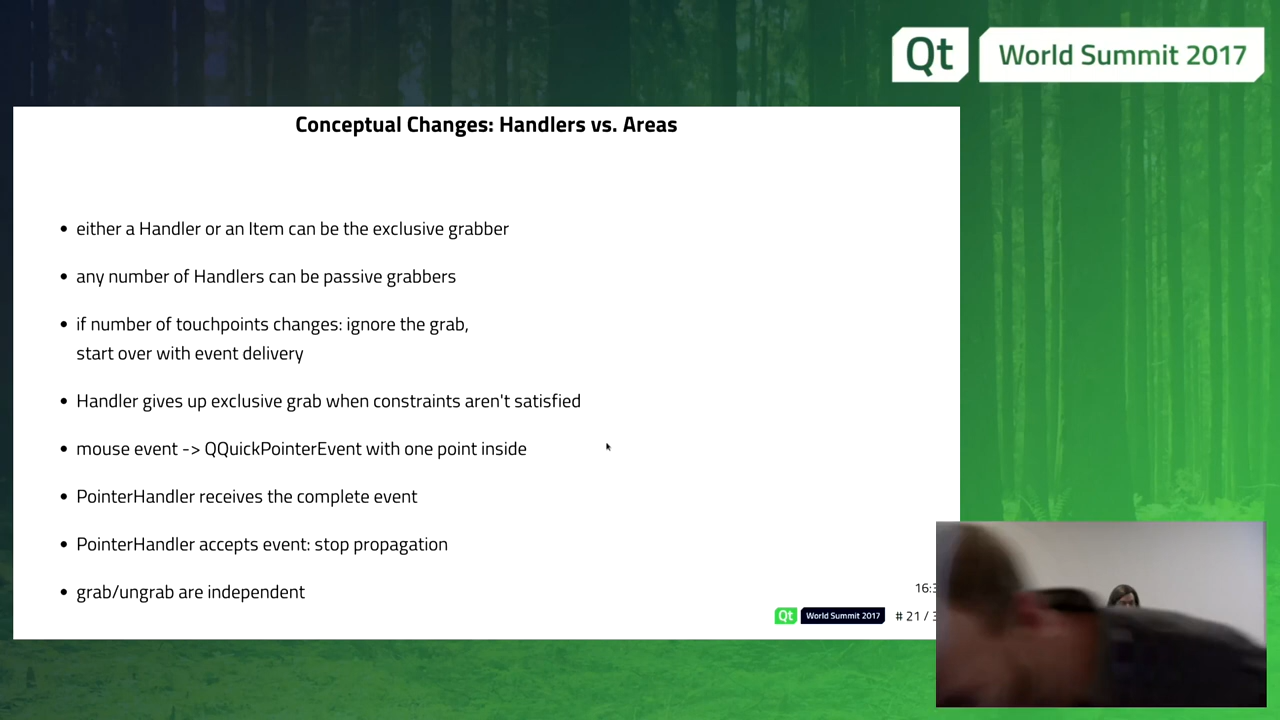 Qt World Summit 2017
Conceptual Changes: Handlers vs. Areas
• either a Handler or an Item can be the exclusive grabber
• any number of Handlers can be passive grabbers
• if number of touchpoints changes: ignore the grab,
start over with event delivery
• Handler gives up exclusive grab when constraints aren't satisfied
• mouse event -> QQuickPointerEvent with one point inside
• PointerHandler receives the complete event
• PointerHandler accepts event: stop propagation
• grab/ungrab are independent
Qt World Summit 2017 # 21 /